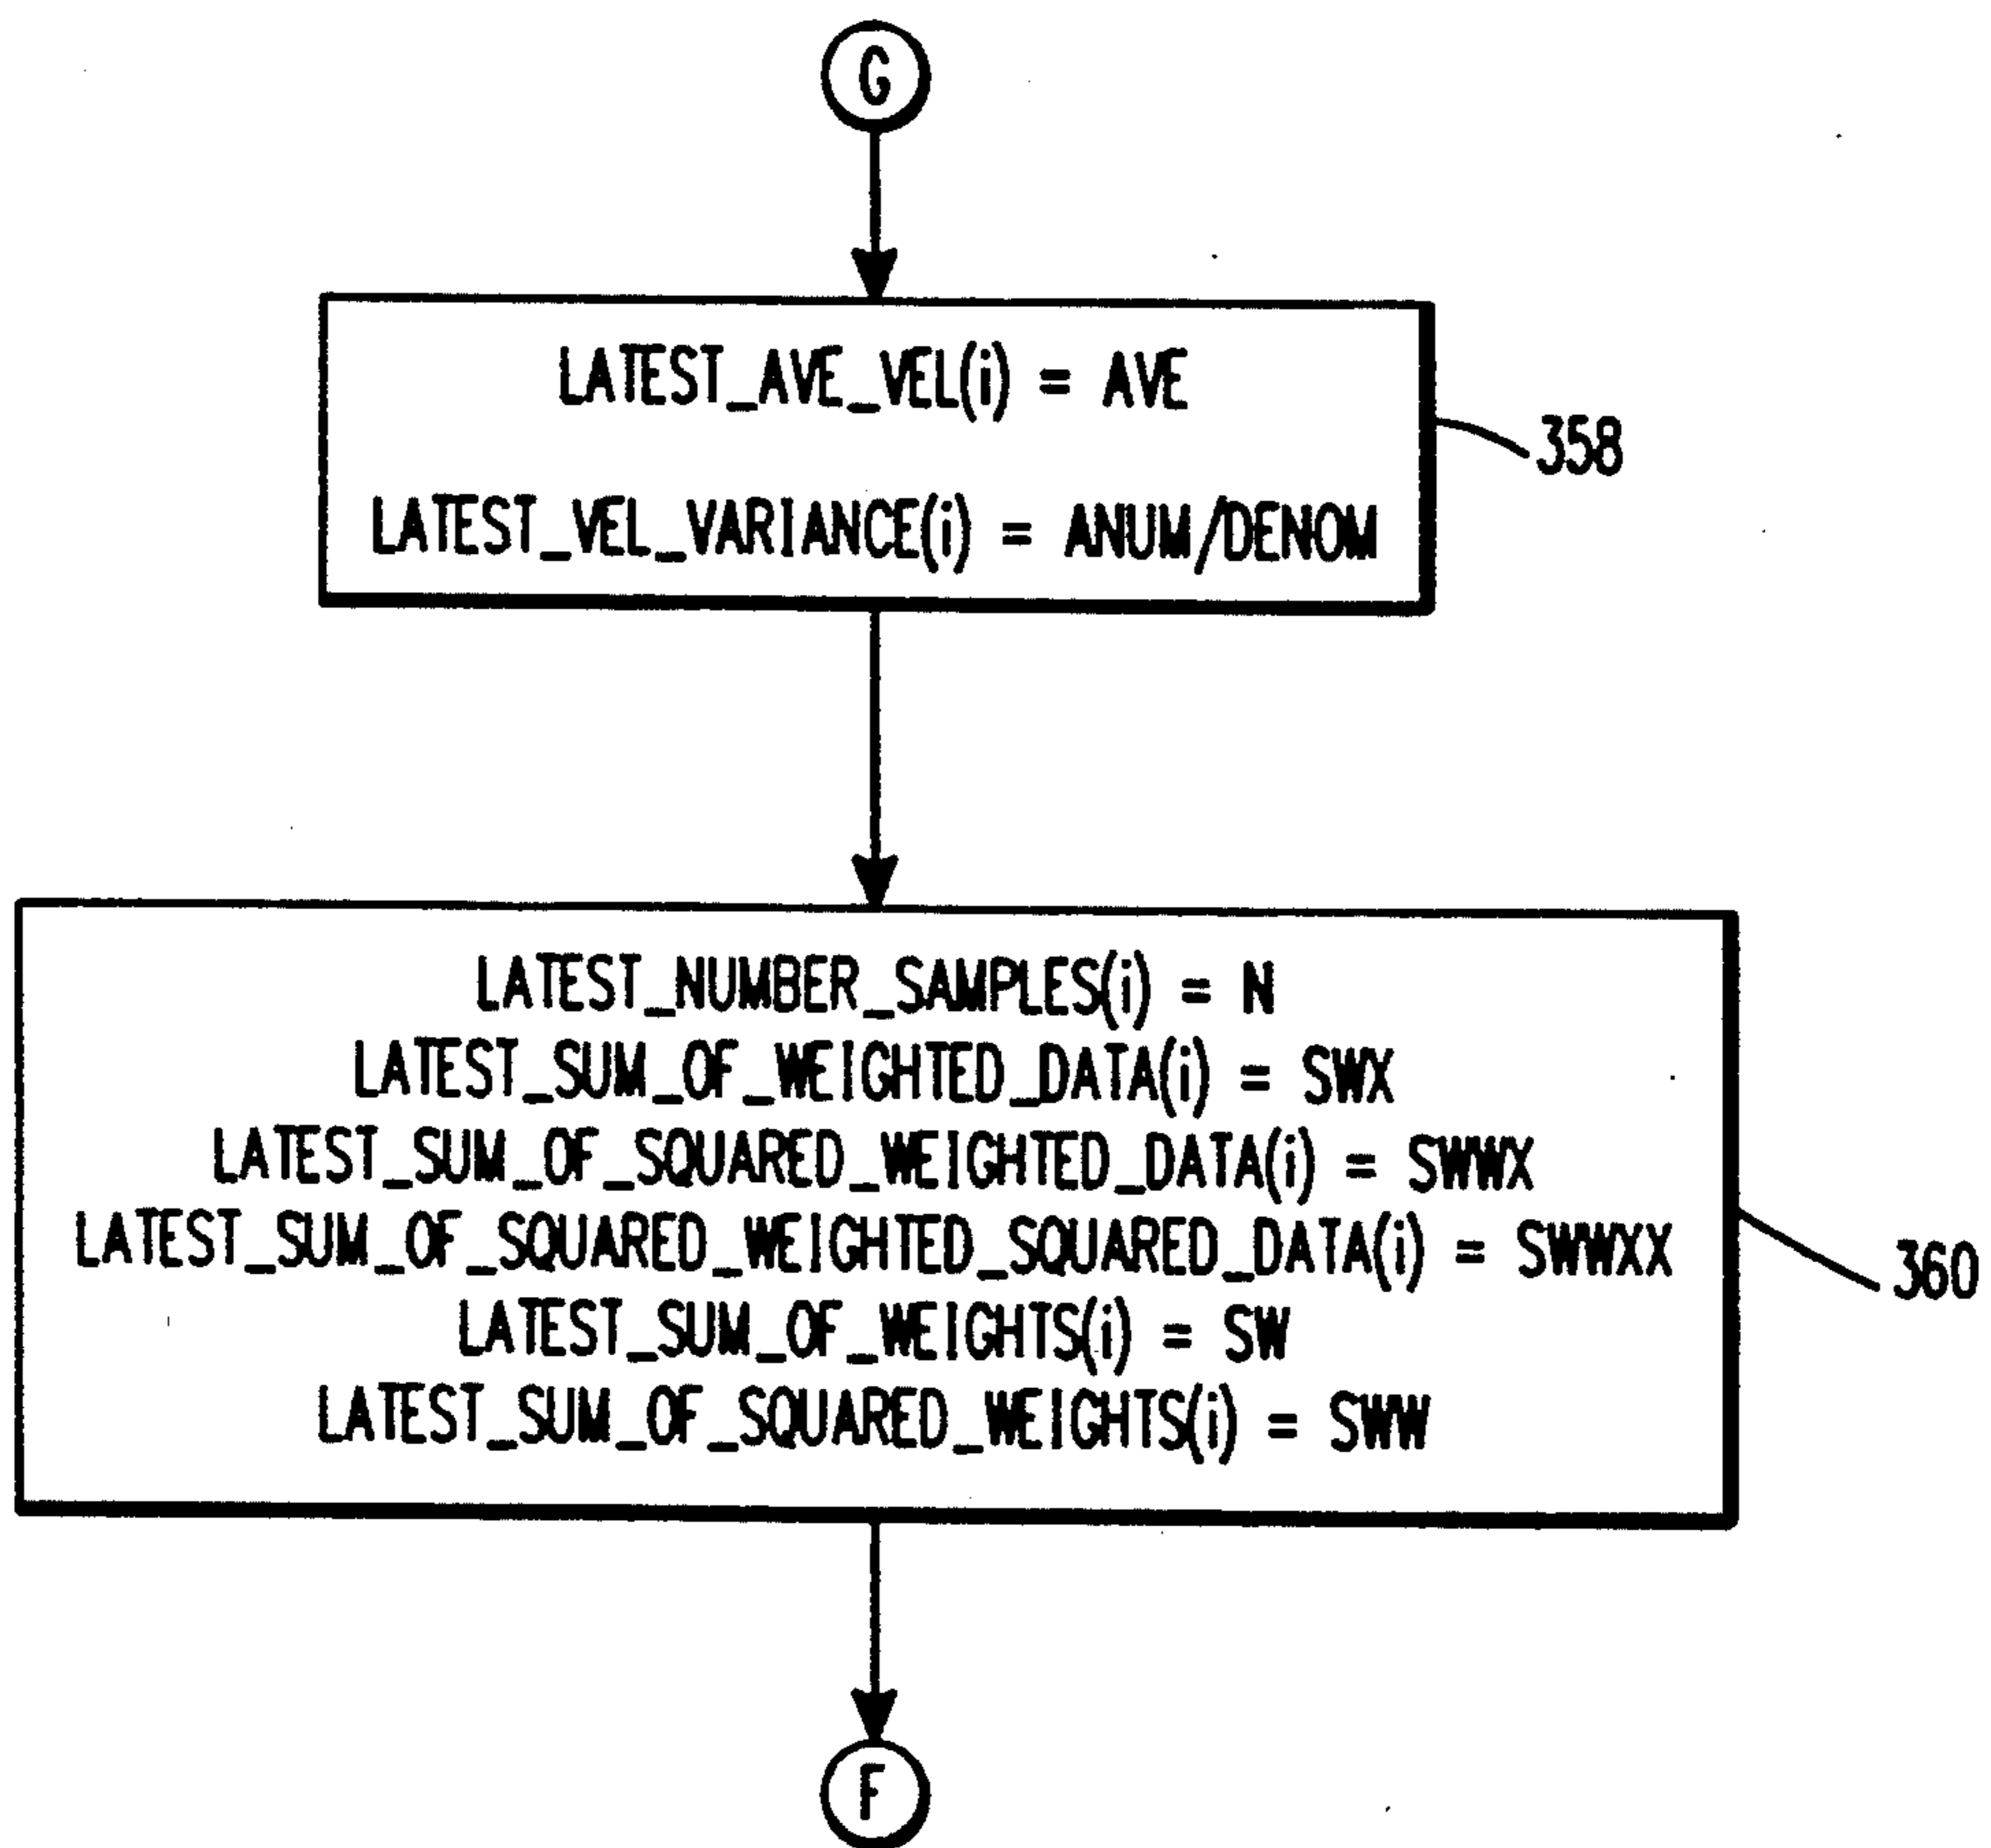 G
LATEST_AVE_VEL(i) = AVE
LATEST_VEL_VARIANCE(i) = ANUM/DENOM
358
LATEST_NUMBER_SAMPLES(i) = N
LATEST_SUM_OF_WEIGHTED_DATA(i) = SWX
LATEST_SUM_OF_SQUARED_WEIGHTED_DATA(i) = SWWX
LATEST_SUM_OF_SQUARED_WEIGHTED_SQUARED_DATA(i) = SWWXX
LATEST_SUM_OF_WEIGHTS(i) = SW
LATEST_SUM_OF_SQUARED_WEIGHTS(i) = SWW
360
F